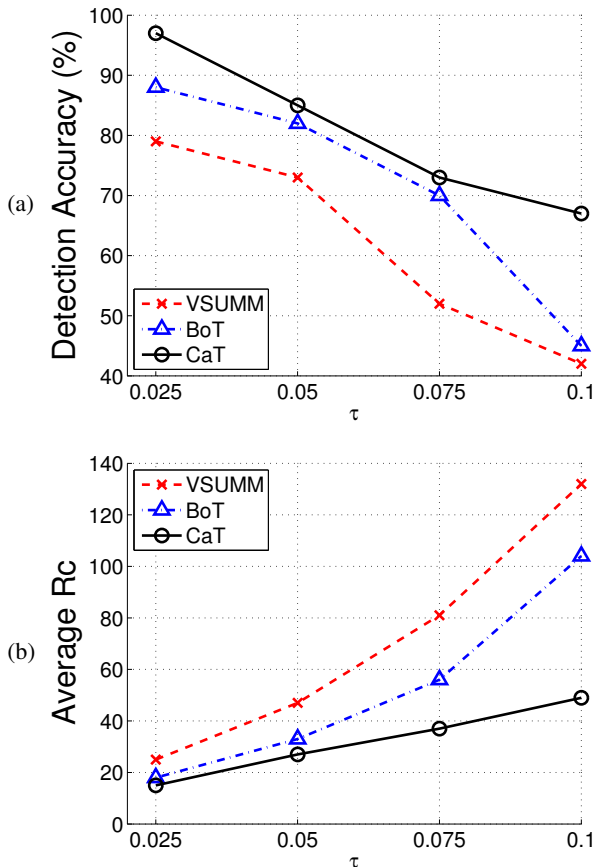 (a)
Detection Accuracy (%)
100
90
80
70
60
50
40
VSUMM
BoT
CaT
0.025 0.05 0.075 0.1
τ
(b)
Average Rc
140
120
100
80
60
40
20
0
VSUMM
BoT
CaT
0.025 0.05 0.075 0.1
τ